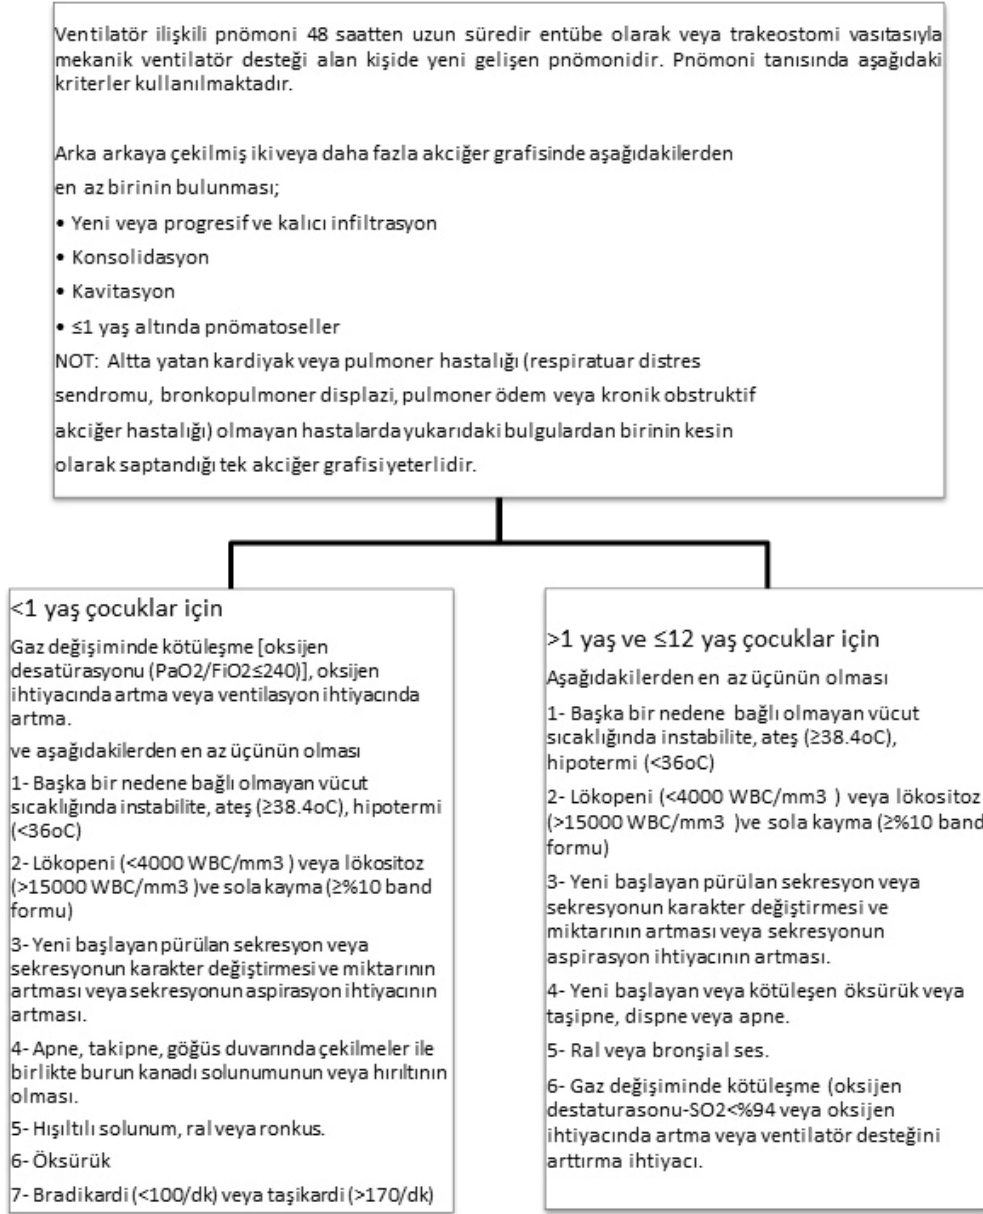 Ventilatör ilişkili pnömoni 48 saatten uzun süredir entübe olarak veya trakeostomi vasıtasıyla
mekanik ventilatör desteği alan kişide yeni gelişen pnömonidir. Pnömoni tanısında aşağıdaki
kriterler kullanılmaktadır.
Arka arkaya çekilmiş iki veya daha fazla akciğer grafisinde aşağıdakilerden
en az birinin bulunması;
• Yeni veya progresif ve kalıcı infiltrasyon
• Konsolidasyon
• Kavitasyon
• ≤1 yaş altında pnömatoseller
NOT: Altta yatan kardiyak veya pulmoner hastalığı (respiratuar distres
sendromu, bronkopulmoner displazi, pulmoner ödem veya kronik obstruktif
akciğer hastalığı) olmayan hastalarda yukarıdaki bulgulardan birinin kesin
olarak saptandığı tek akciğer grafisi yeterlidir.
<1 yaş çocuklar için
Gaz değişiminde kötüleşme [oksijen
desatürasyonu (PaO2/FiO2≤240)], oksijen
ihtiyacında artma veya ventilasyon ihtiyacında
artma.
ve aşağıdakilerden en az üçünün olması
1- Başka bir nedene bağlı olmayan vücut
sıcaklığında instabilite, ateş (≥38.4oC), hipotermi
(<36oC)
2- Lökopeni (<4000 WBC/mm3 ) veya lökositoz
(>15000 WBC/mm3 )ve sola kayma (≥%10 band
formu)
3- Yeni başlayan pürülan sekresyon veya
sekresyonun karakter değiştirmesi ve miktarının
artması veya sekresyonun aspirasyon ihtiyacının
artması.
4- Apne, takipne, göğüs duvarında çekilmeler ile
birlikte burun kanadı solunumunun veya hırıltının
olması.
5- Hışıltılı solunum, ral veya ronkus.
6- Öksürük
7- Bradikardi (<100/dk) veya taşikardi (>170/dk)
>1 yaş ve ≤12 yaş çocuklar için
Aşağıdakilerden en az üçünün olması
1- Başka bir nedene bağlı olmayan vücut
sıcaklığında instabilite, ateş (≥38.4oC),
hipotermi (<36oC)
2- Lökopeni (<4000 WBC/mm3 ) veya lökositoz
(>15000 WBC/mm3 )ve sola kayma (≥%10 band
formu)
3- Yeni başlayan pürülan sekresyon veya
sekresyonun karakter değiştirmesi ve
miktarının artması veya sekresyonun
aspirasyon ihtiyacının artması.
4- Yeni başlayan veya kötüleşen öksürük veya
taşipne, dispne veya apne.
5- Ral veya bronşial ses.
6- Gaz değişiminde kötüleşme (oksijen
destaturasonu-SO2<%94 veya oksijen
ihtiyacında artma veya ventilatör desteğini
arttırma ihtiyacı.